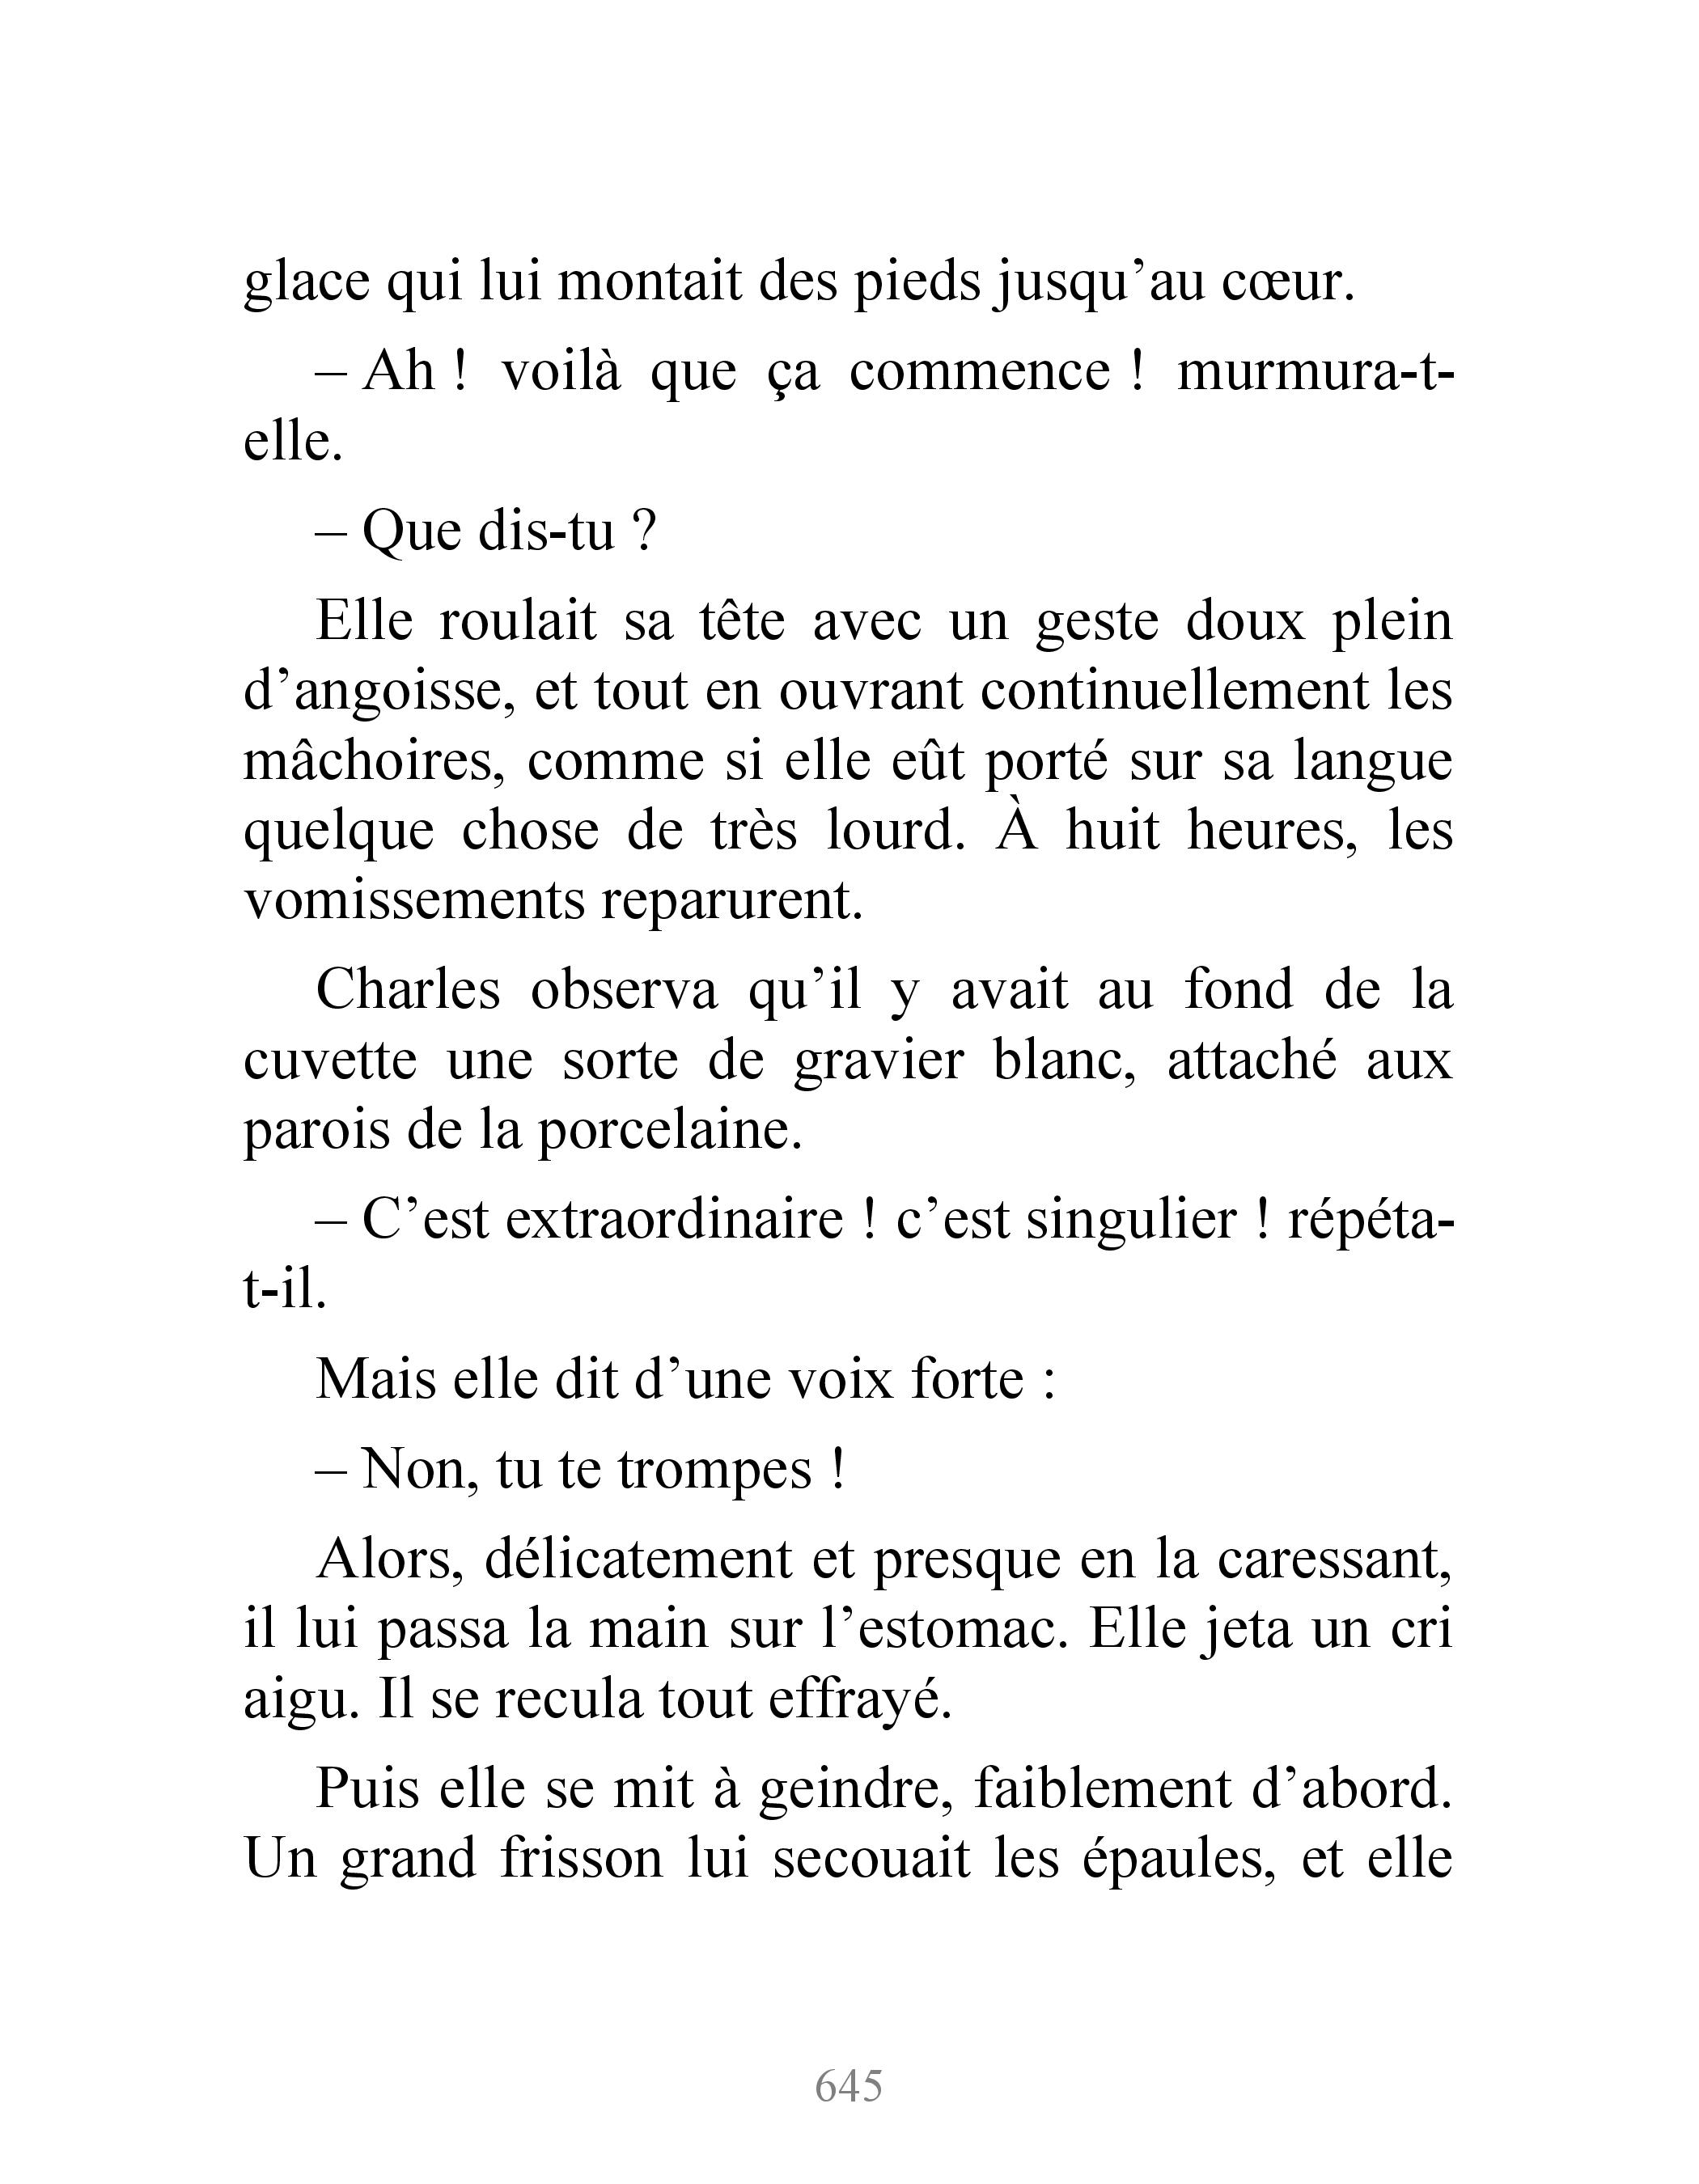 glace qui lui montait des pieds jusqu’au cœur.
– Ah ! voilà que ça commence ! murmura-t-
elle.
– Que dis-tu ?
Elle roulait sa tête avec un geste doux plein
d’angoisse, et tout en ouvrant continuellement les
mâchoires, comme si elle eût porté sur sa langue
quelque chose de très lourd. À huit heures, les
vomissements reparurent.
Charles observa qu’il y avait au fond de la
cuvette une sorte de gravier blanc, attaché aux
parois de la porcelaine.
– C’est extraordinaire ! c’est singulier ! répéta-
t-il.
Mais elle dit d’une voix forte :
– Non, tu te trompes !
Alors, délicatement et presque en la caressant,
il lui passa la main sur l’estomac. Elle jeta un cri
aigu. Il se recula tout effrayé.
Puis elle se mit à geindre, faiblement d’abord.
Un grand frisson lui secouait les épaules, et elle
645